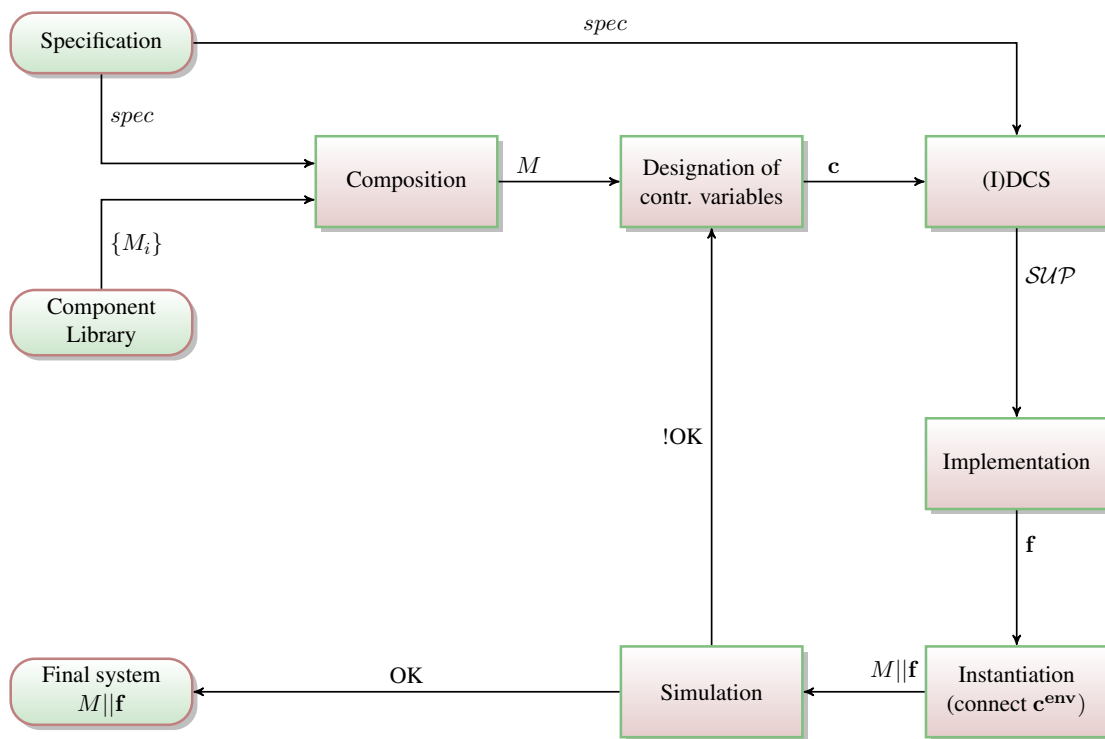 Specification
spec
spec
Composition
M
Designation of
contr. variables
c
(I)DCS
{M_i}
SUP
Component
Library
!OK
Implementation
f
Final system
M||f
OK
Simulation
M||f
Instantiation
(connect c^env)